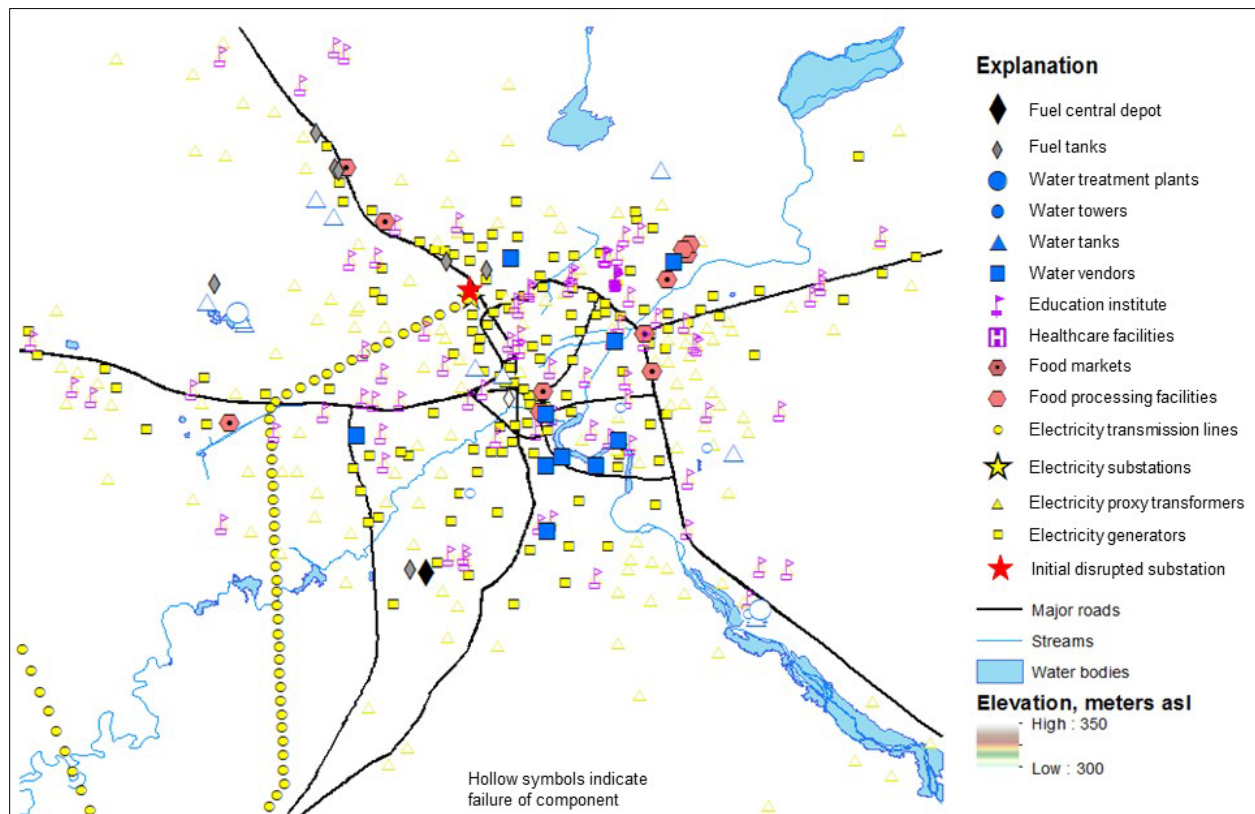 Explanation
Fuel central depot
Fuel tanks
Water treatment plants
Water towers
Water tanks
Water vendors
Education institute
H Healthcare facilities
Food markets
Food processing facilities
Electricity transmission lines
Electricity substations
Electricity proxy transformers
Electricity generators
Initial disrupted substation
Major roads
Streams
Water bodies
Elevation, meters asl
High : 350
Low : 300
Hollow symbols indicate
failure of component